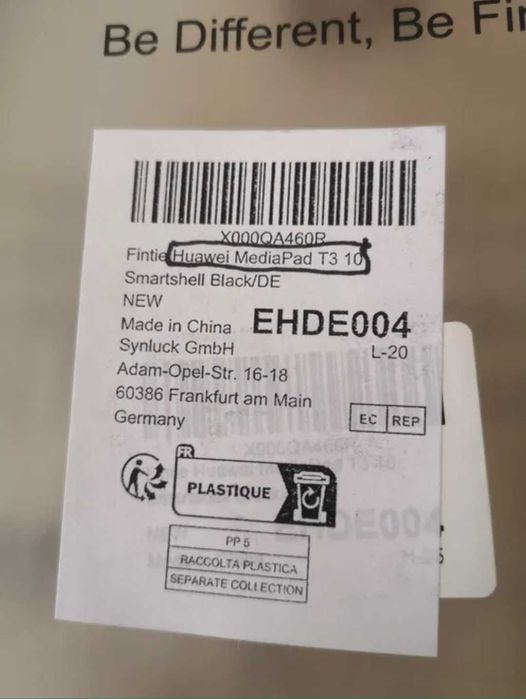 Be Different, Be Fi
X000QA460R
Fintie Huawei MediaPad T3 10
Smartshell Black/DE
NEW
Made in China
EHDE004
Synluck GmbH
L-20
Adam-Opel-Str. 16-18
60386 Frankfurt am Main
Germany
EC REP
FR
PLASTIQUE
PP 5
RACCOLTA PLASTICA
SEPARATE COLLECTION